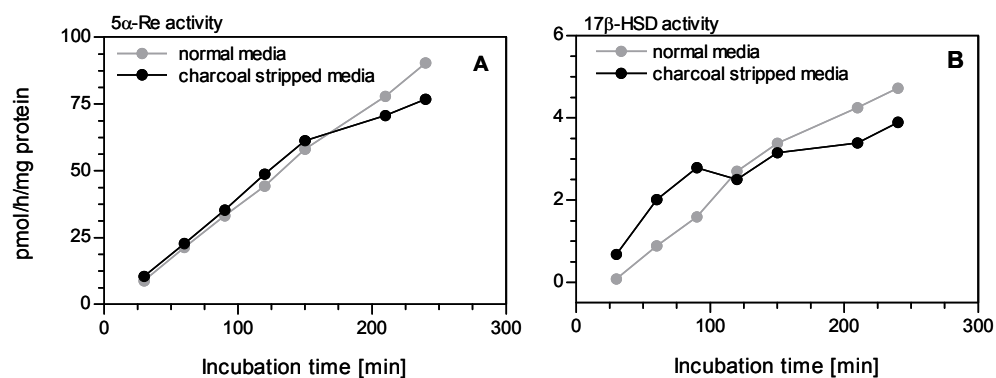 5α-Re activity
100
75
50
25
0
normal media
charcoal stripped media
A
pmol/h/mg protein
0
100
200
300
Incubation time [min]
17β-HSD activity
6
4
2
0
normal media
charcoal stripped media
B
0
100
200
300
Incubation time [min]